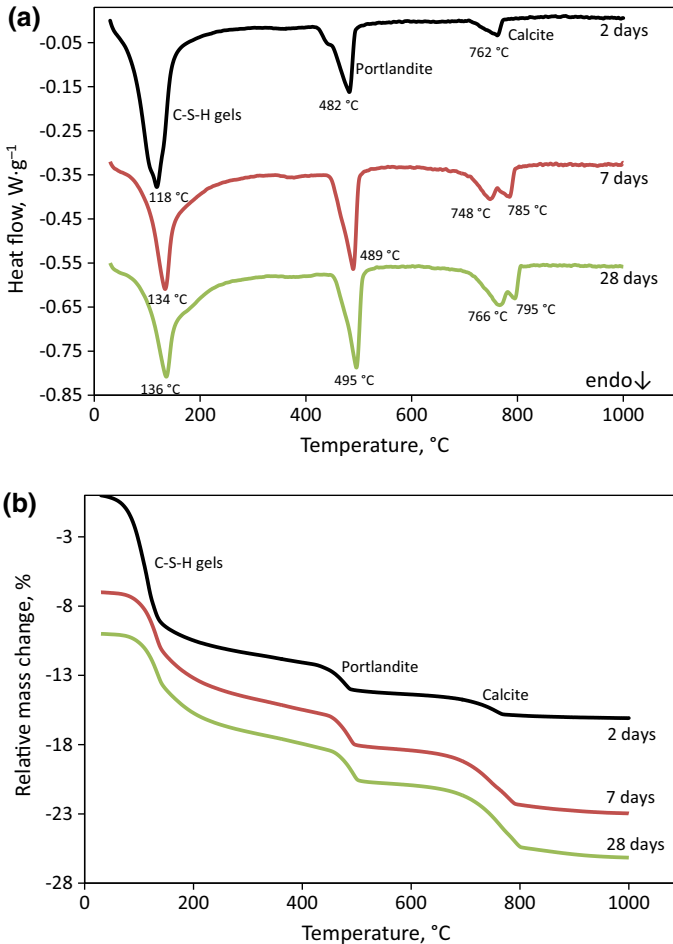 (a)
-0.05
-0.15
-0.25
-0.35
-0.45
-0.55
-0.65
-0.75
-0.85
Heat flow, W·g⁻¹
2 days
Calcite
762 °C
Portlandite
482 °C
C-S-H gels
118 °C
7 days
748 °C
785 °C
489 °C
134 °C
28 days
766 °C
795 °C
495 °C
136 °C
endo↓
0 200 400 600 800 1000
Temperature, °C
(b)
-3
-8
-13
-18
-23
-28
Relative mass change, %
C-S-H gels
Portlandite
Calcite
2 days
7 days
28 days
0 200 400 600 800 1000
Temperature, °C